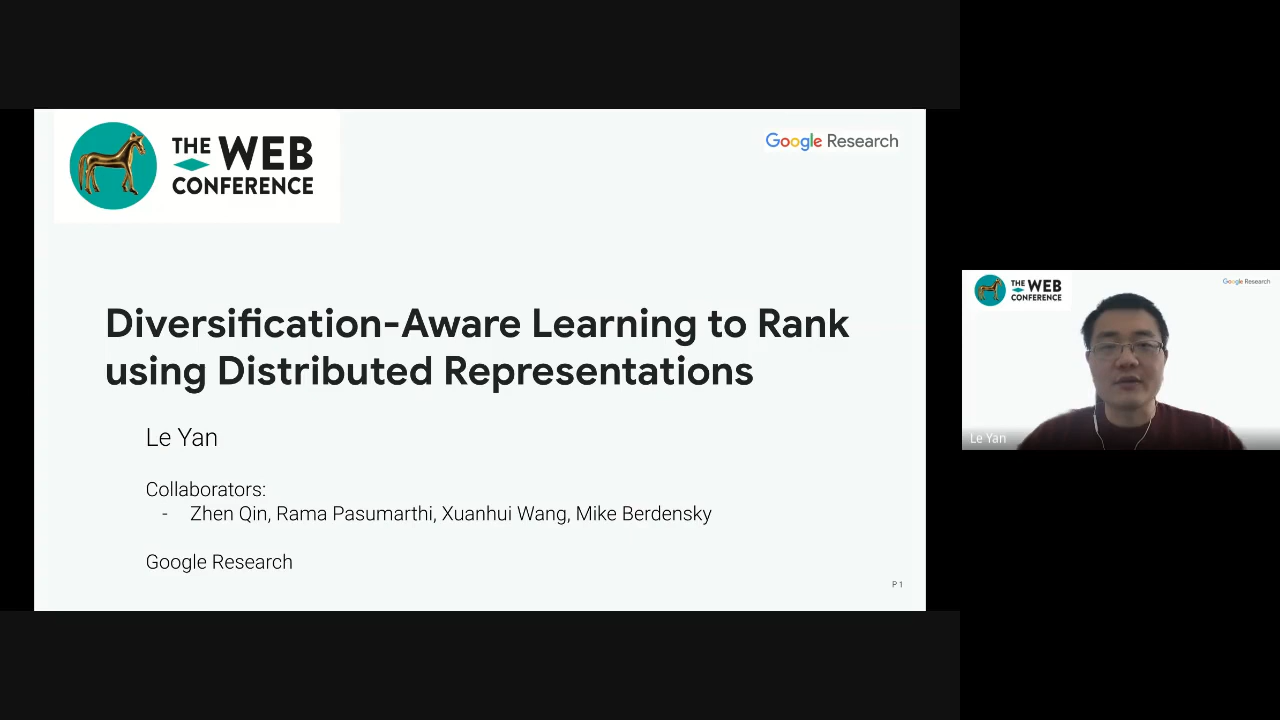 THE WEB
CONFERENCE
Google Research
Diversification-Aware Learning to Rank
using Distributed Representations
Le Yan
Collaborators:
- Zhen Qin, Rama Pasumarthi, Xuanhui Wang, Mike Berdensky
Google Research
P 1
THE WEB
CONFERENCE
Google Research
Le Yan